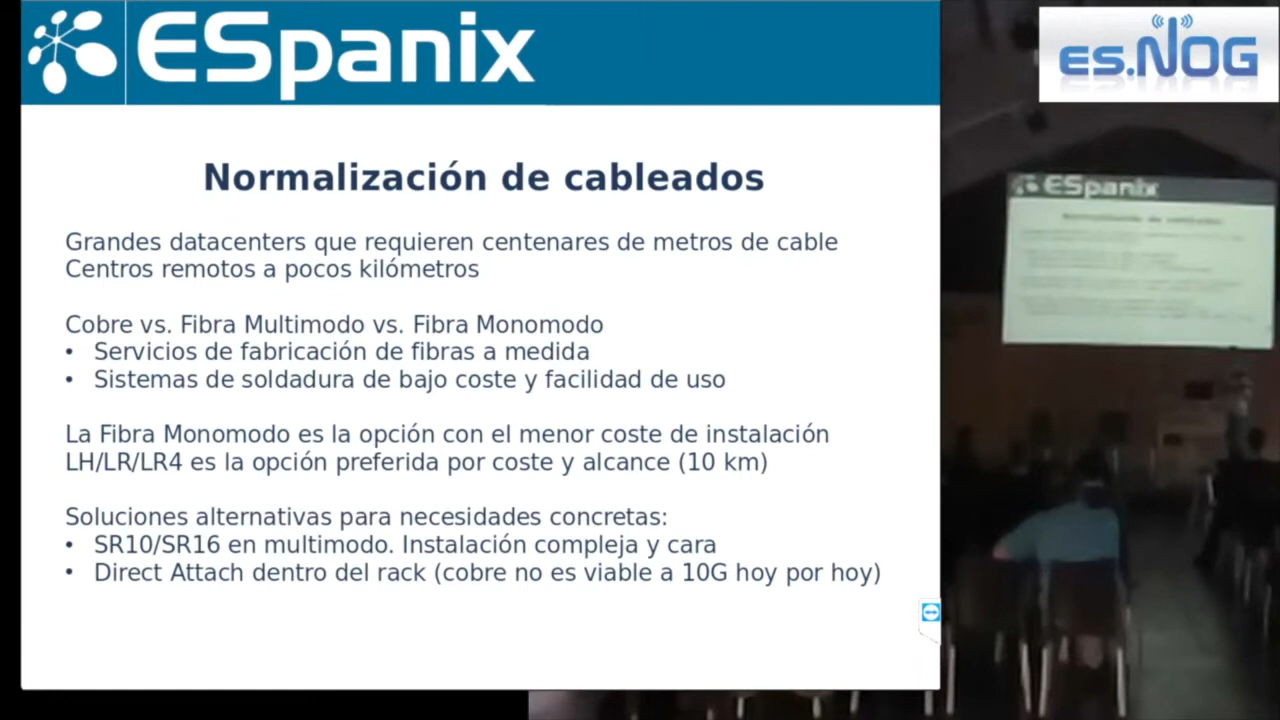 ESpanix
es.NOG
Normalización de cableados
Grandes datacenters que requieren centenares de metros de cable
Centros remotos a pocos kilómetros
Cobre vs. Fibra Multimodo vs. Fibra Monomodo
• Servicios de fabricación de fibras a medida
• Sistemas de soldadura de bajo coste y facilidad de uso
La Fibra Monomodo es la opción con el menor coste de instalación
LH/LR/LR4 es la opción preferida por coste y alcance (10 km)
Soluciones alternativas para necesidades concretas:
• SR10/SR16 en multimodo. Instalación compleja y cara
• Direct Attach dentro del rack (cobre no es viable a 10G hoy por hoy)
ESpanix
Normalización de cableados